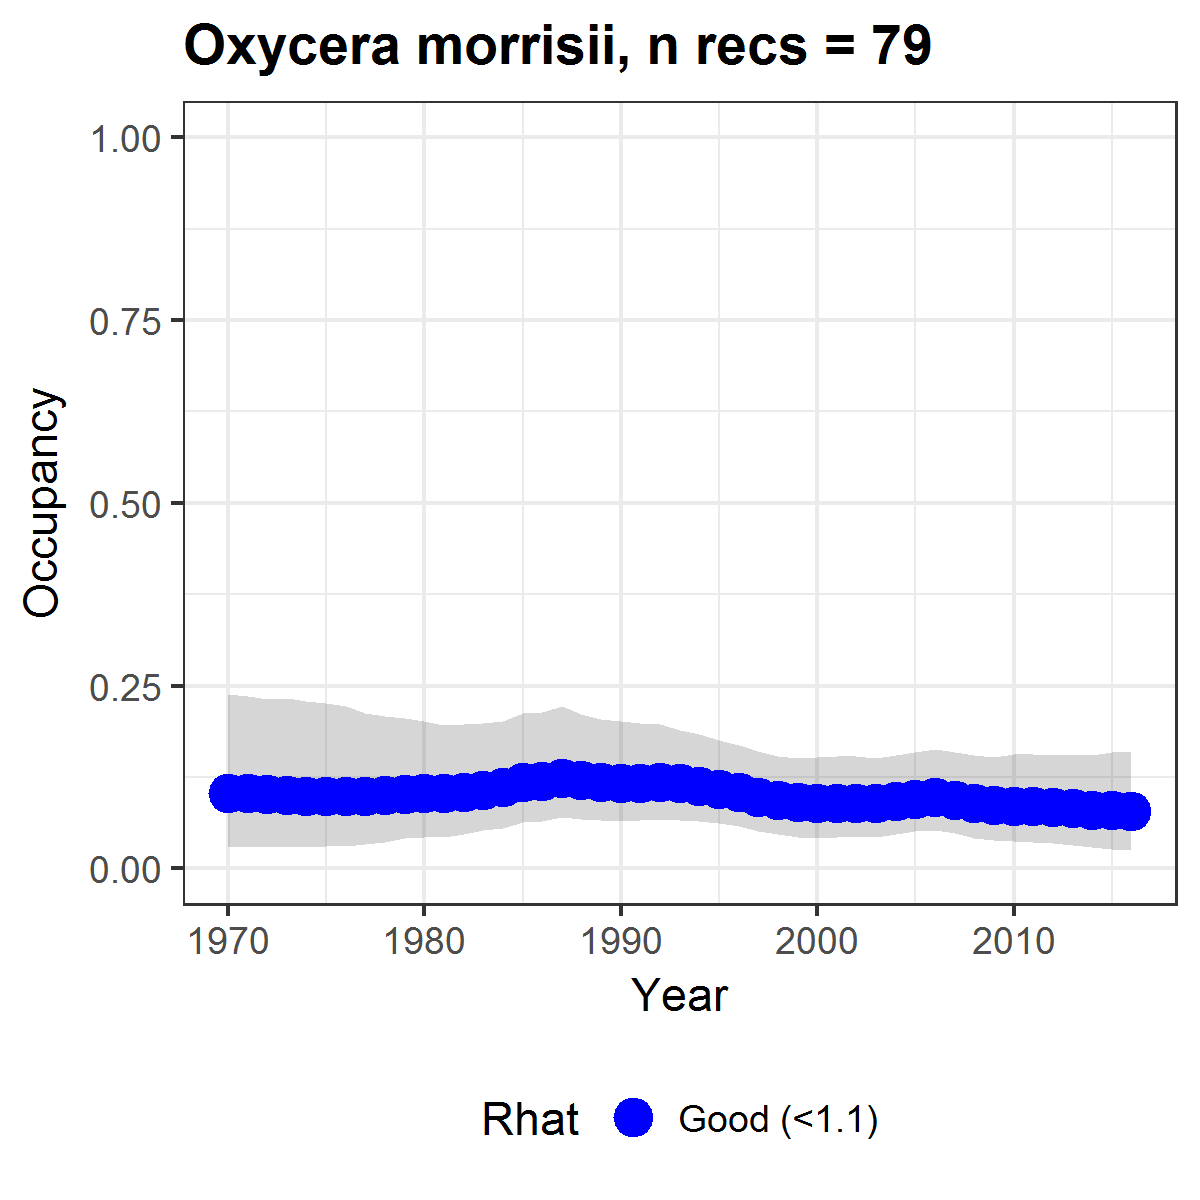 Oxycera morrisii, n recs = 79
1.00
0.75
0.50
0.25
0.00
Occupancy
1970 1980 1990 2000 2010
Year
Rhat Good (<1.1)